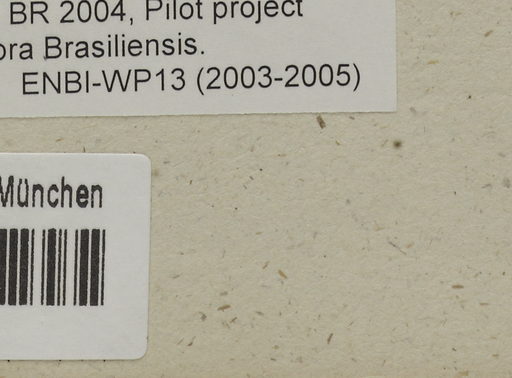 BR 2004, Pilot project
ora Brasiliensis.
ENBI-WP13 (2003-2005)
München